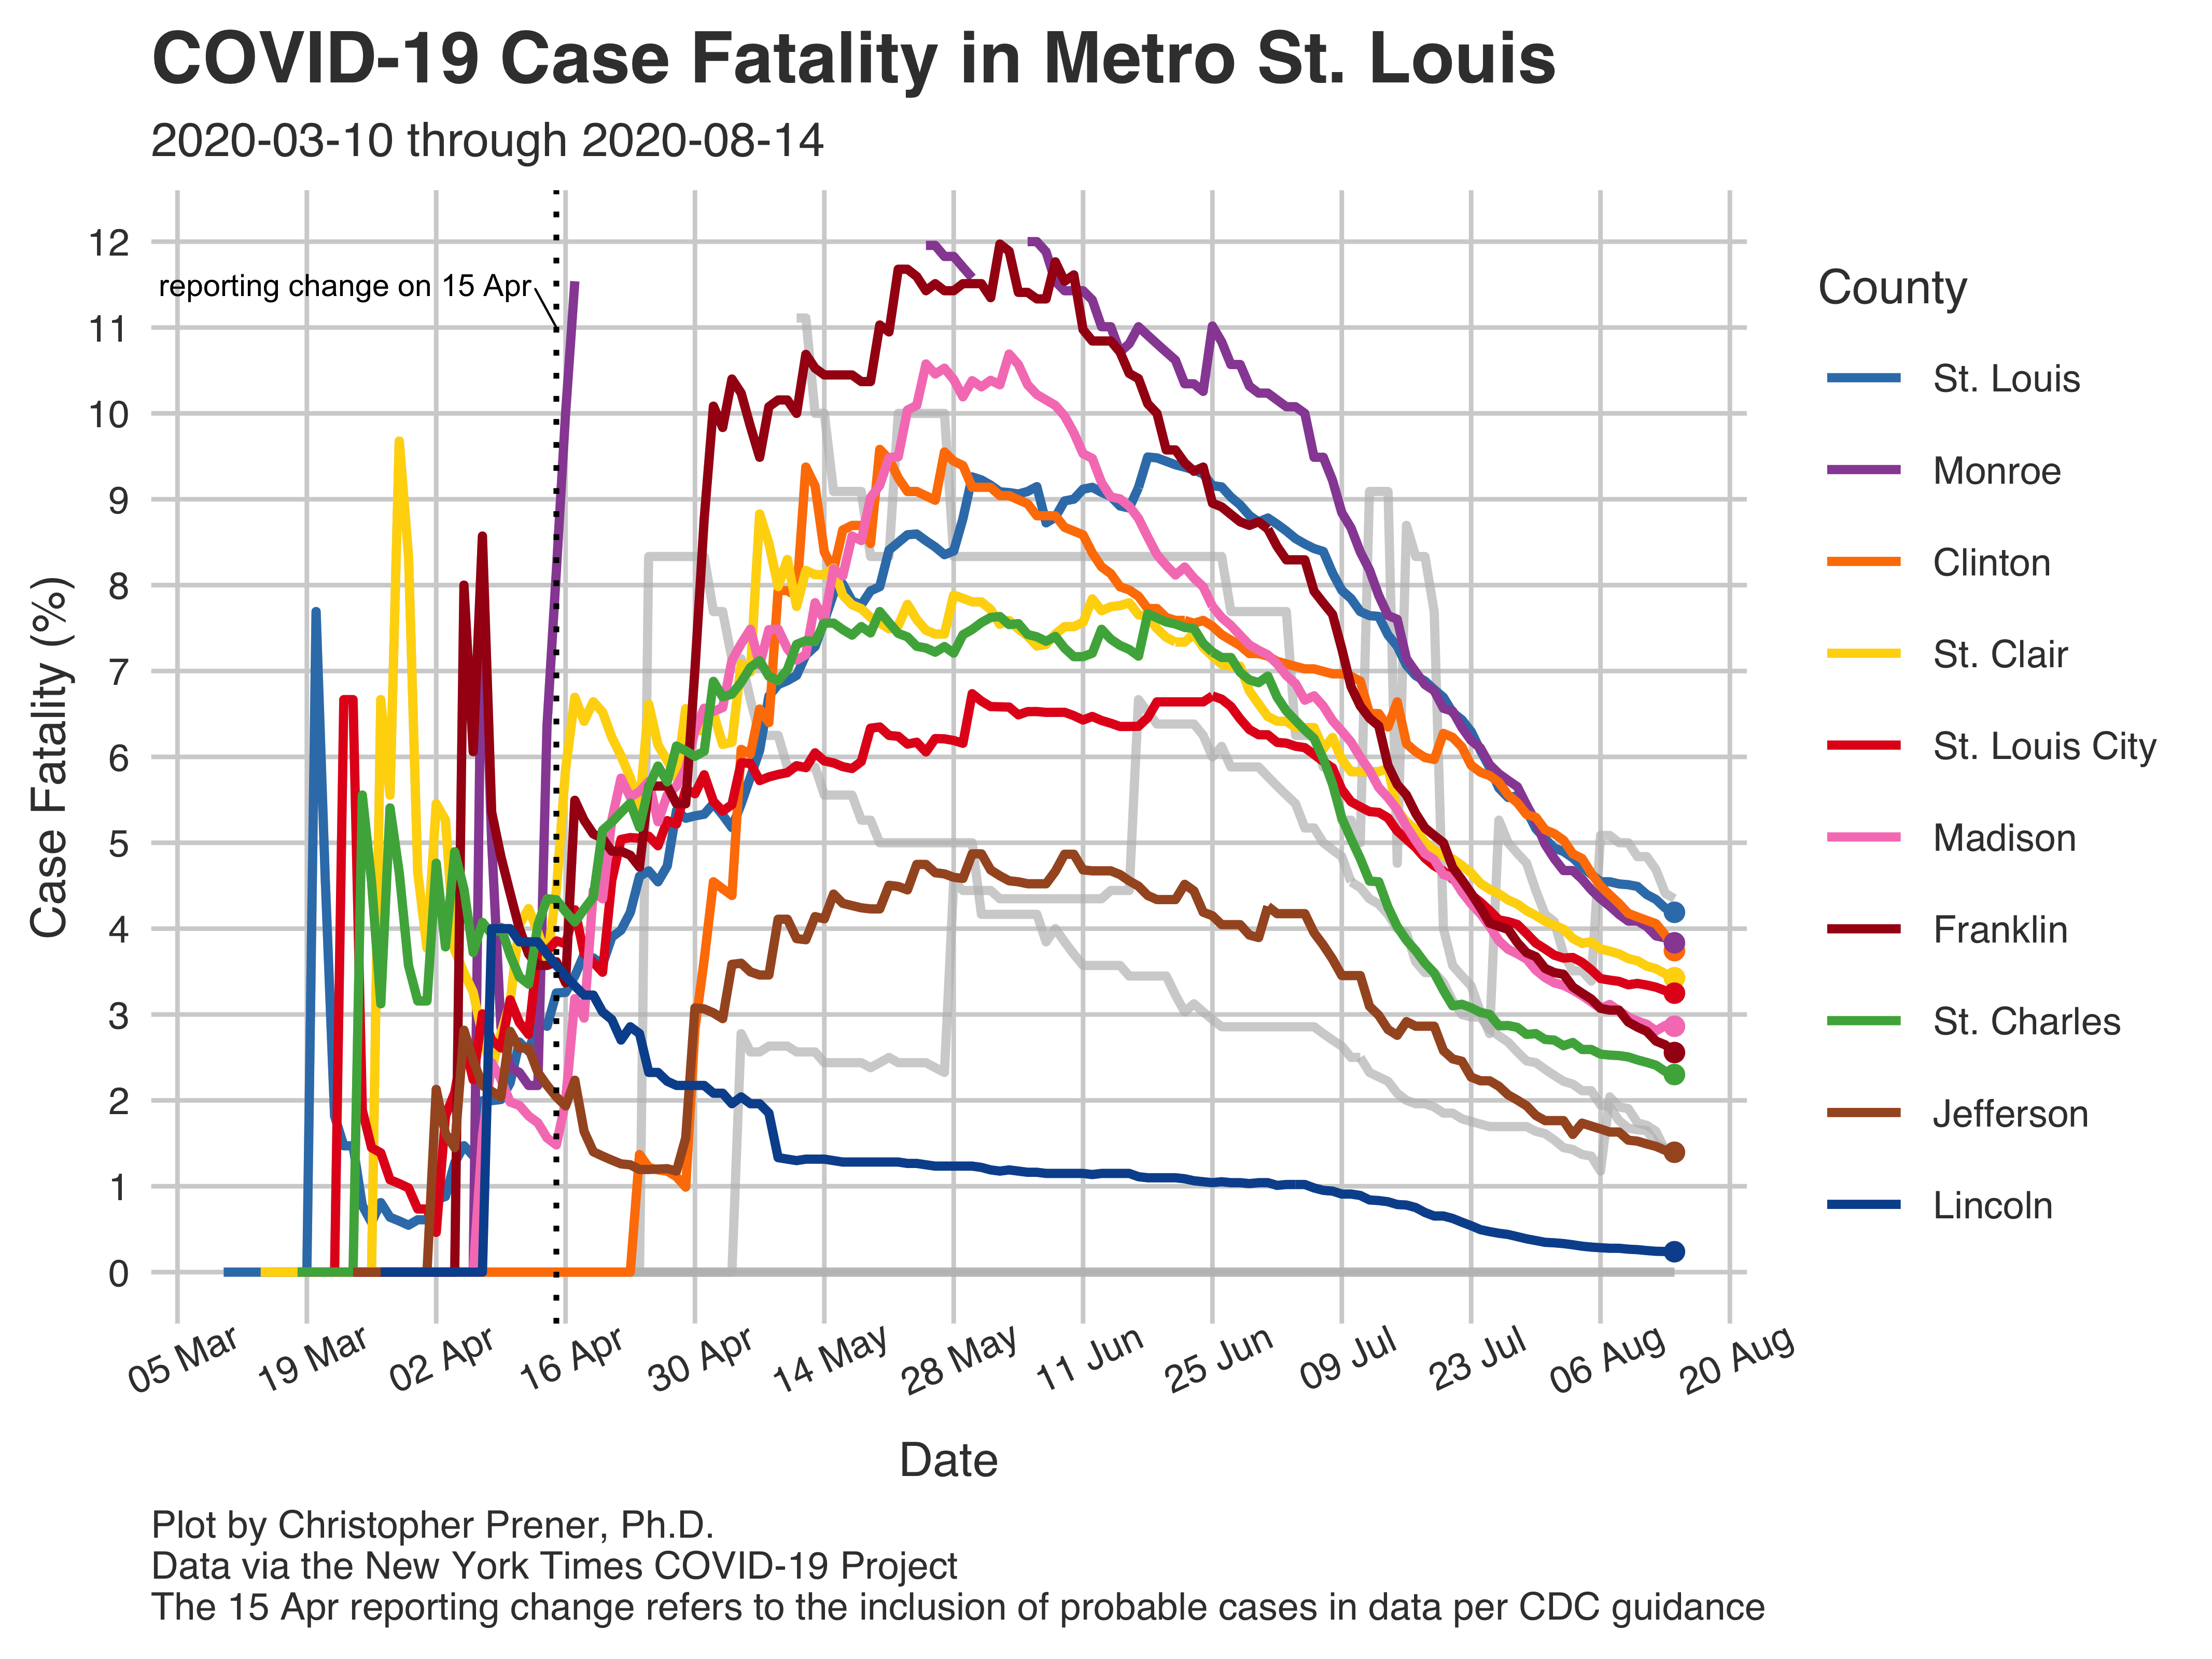 COVID-19 Case Fatality in Metro St. Louis
2020-03-10 through 2020-08-14
Case Fatality (%)
12
11
10
9
8
7
6
5
4
3
2
1
0
reporting change on 15 Apr
05 Mar
19 Mar
02 Apr
16 Apr
30 Apr
14 May
28 May
11 Jun
25 Jun
09 Jul
23 Jul
06 Aug
20 Aug
Date
County
St. Louis
Monroe
Clinton
St. Clair
St. Louis City
Madison
Franklin
St. Charles
Jefferson
Lincoln
Plot by Christopher Prener, Ph.D.
Data via the New York Times COVID-19 Project
The 15 Apr reporting change refers to the inclusion of probable cases in data per CDC guidance